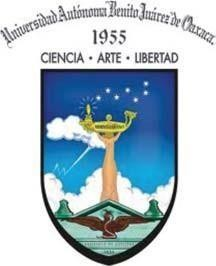 Universidad Autónoma "Benito Juárez" de Oaxaca
1955
CIENCIA • ARTE • LIBERTAD